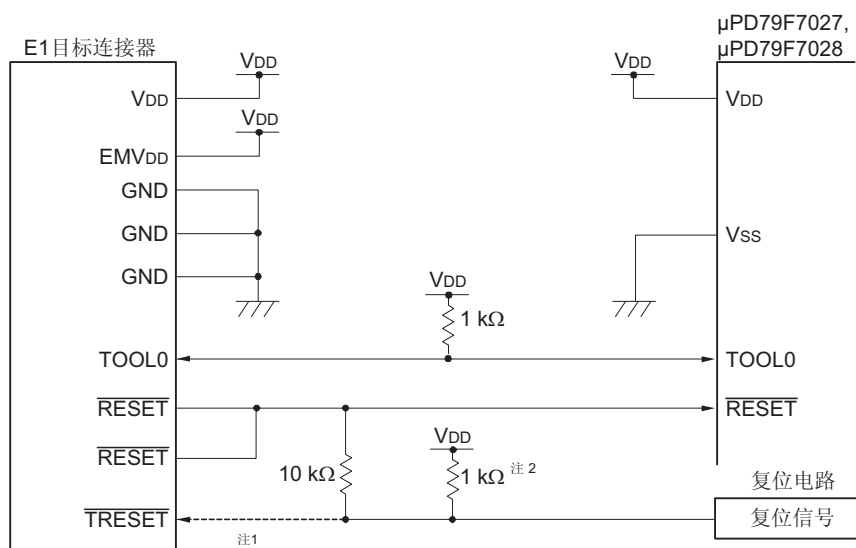 E1目标连接器
μPD79F7027,
μPD79F7028
VDD
VDD
VDD
VDD
VDD
EMVDD
GND
GND
GND
VSS
VDD
1 kΩ
TOOL0
TOOL0
RESET
RESET
RESET
VDD
10 kΩ
1 kΩ 注 2
复位电路
TRESET
复位信号
注1